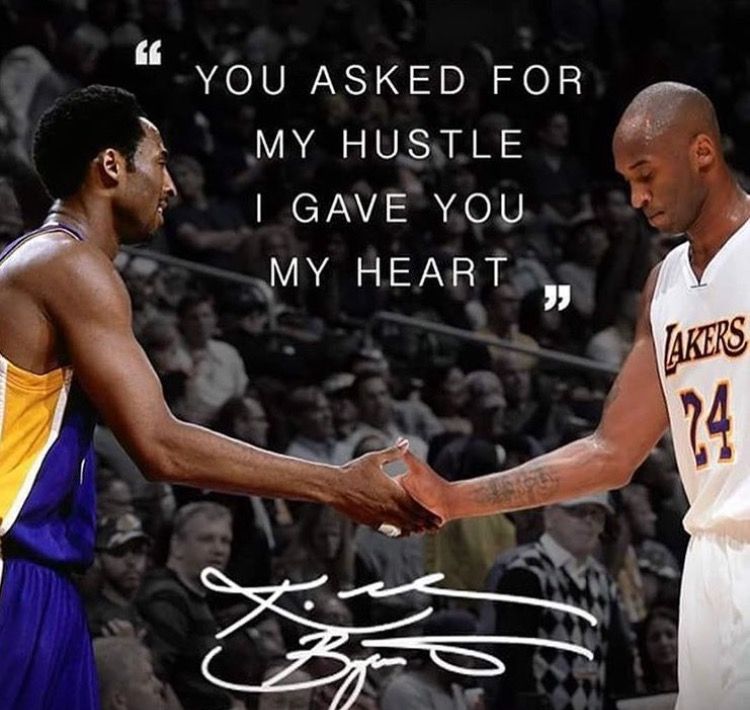 “ YOU ASKED FOR
MY HUSTLE
I GAVE YOU
MY HEART ”
LAKERS
24